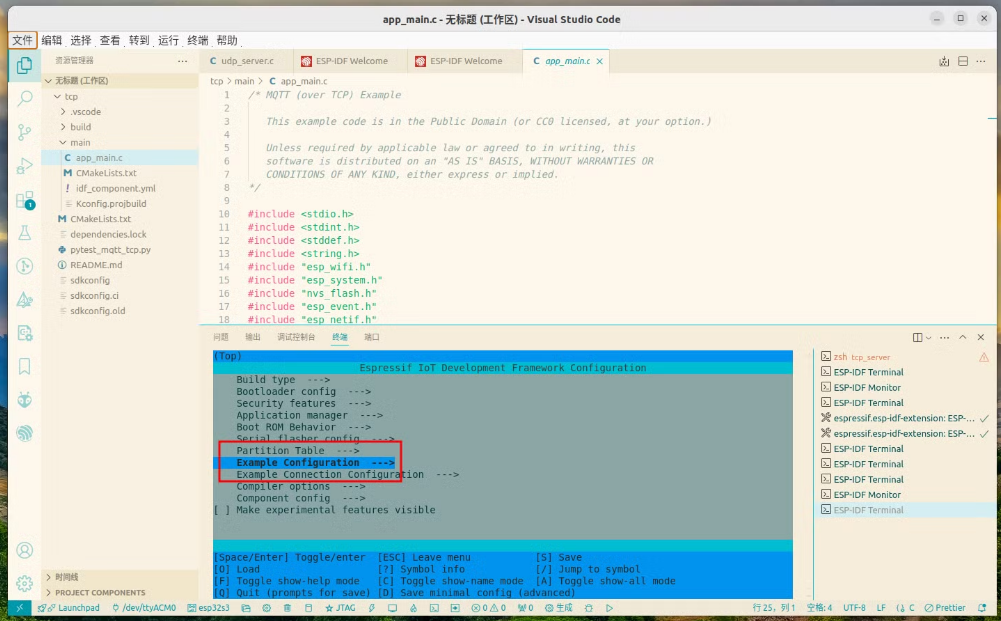 app_main.c - 无标题 (工作区) - Visual Studio Code
文件 编辑 选择 查看 转到 运行 终端 帮助
资源管理器 ···
无标题 (工作区)
tcp
.vscode
build
main
C app_main.c
M CMakeLists.txt
! idf_component.yml
Kconfig.projbuild
M CMakeLists.txt
dependencies.lock
pytest_mqtt_tcp.py
README.md
sdkconfig
sdkconfig.ci
sdkconfig.old
时间线
PROJECT COMPONENTS
1
C udp_server.c ESP-IDF Welcome ESP-IDF Welcome C app_main.c ×
tcp > main > C app_main.c
1 /* MQTT (over TCP) Example
2
3 This example code is in the Public Domain (or CC0 licensed, at your option.)
4
5 Unless required by applicable law or agreed to in writing, this
6 software is distributed on an "AS IS" BASIS, WITHOUT WARRANTIES OR
7 CONDITIONS OF ANY KIND, either express or implied.
8 */
9
10 #include <stdio.h>
11 #include <stdint.h>
12 #include <stddef.h>
13 #include <string.h>
14 #include "esp_wifi.h"
15 #include "esp_system.h"
16 #include "nvs_flash.h"
17 #include "esp_event.h"
18 #include "esp_netif.h"
问题 输出 调试控制台 终端 端口
(Top)
Espressif IoT Development Framework Configuration
Build type --->
Bootloader config --->
Security features --->
Application manager --->
Boot ROM Behavior --->
Serial flasher config --->
Partition Table --->
Example Configuration --->
Example Connection Configuration --->
Compiler options --->
Component config --->
[ ] Make experimental features visible
[Space/Enter] Toggle/enter [ESC] Leave menu [S] Save
[O] Load [?] Symbol info [/] Jump to symbol
[F] Toggle show-help mode [C] Toggle show-name mode [A] Toggle show-all mode
[Q] Quit (prompts for save) [D] Save minimal config (advanced)
zsh tcp_server
ESP-IDF Terminal
ESP-IDF Monitor
ESP-IDF Terminal
espressif.esp-idf-extension: ESP-...
espressif.esp-idf-extension: ESP-...
ESP-IDF Terminal
ESP-IDF Terminal
ESP-IDF Terminal
ESP-IDF Monitor
ESP-IDF Terminal
Launchpad /dev/ttyACM0 esp32s3 JTAG 0 0 0 生成 行 25，列 1 空格: 4 UTF-8 LF C Prettier